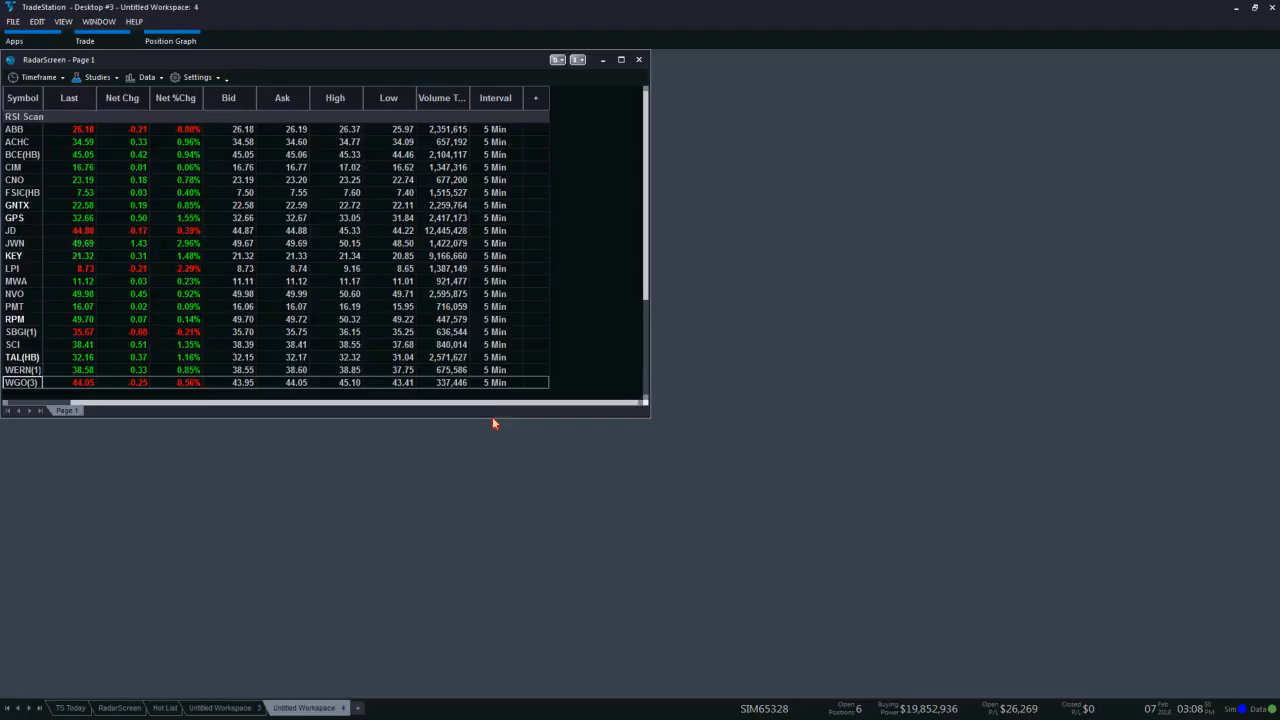 TradeStation - Desktop #3 - Untitled Workspace: 4
FILE EDIT VIEW WINDOW HELP
Apps Trade Position Graph
RadarScreen - Page 1
Timeframe Studies Data Settings
Symbol Last Net Chg Net %Chg Bid Ask High Low Volume T... Interval +
RSI Scan
ABB 26.18 -0.21 -0.80% 26.18 26.19 26.37 25.97 2,351,615 5 Min
ACHC 34.59 0.33 0.96% 34.58 34.60 34.77 34.09 657,192 5 Min
BCE(HB) 45.05 0.42 0.94% 45.05 45.06 45.33 44.46 2,104,117 5 Min
CIM 16.76 0.01 0.06% 16.76 16.77 17.02 16.62 1,347,316 5 Min
CNO 23.19 0.18 0.78% 23.19 23.20 23.25 22.74 677,200 5 Min
FSIC(HB 7.53 0.03 0.40% 7.50 7.55 7.60 7.40 1,515,527 5 Min
GNTX 22.58 0.19 0.85% 22.58 22.59 22.72 22.11 2,259,764 5 Min
GPS 32.66 0.50 1.55% 32.66 32.67 33.05 31.84 2,417,173 5 Min
JD 44.88 -0.17 -0.39% 44.87 44.88 45.33 44.22 12,445,428 5 Min
JWN 49.69 1.43 2.96% 49.67 49.69 50.15 48.50 1,422,079 5 Min
KEY 21.32 0.31 1.48% 21.32 21.33 21.34 20.85 9,166,660 5 Min
LPI 8.73 -0.21 -2.29% 8.73 8.74 9.16 8.65 1,387,149 5 Min
MWA 11.12 0.03 0.23% 11.11 11.12 11.17 11.01 921,477 5 Min
NVO 49.98 0.45 0.92% 49.98 49.99 50.60 49.71 2,595,875 5 Min
PMT 16.07 0.02 0.09% 16.06 16.07 16.19 15.95 716,059 5 Min
RPM 49.70 0.07 0.14% 49.70 49.72 50.32 49.22 447,579 5 Min
SBGI(1) 35.67 -0.08 -0.21% 35.70 35.75 36.15 35.25 636,544 5 Min
SCI 38.41 0.51 1.35% 38.39 38.41 38.55 37.68 840,014 5 Min
TAL(HB) 32.16 0.37 1.16% 32.15 32.17 32.32 31.04 2,571,627 5 Min
WERN(1) 38.58 0.33 0.85% 38.55 38.60 38.85 37.75 675,586 5 Min
WGO(3) 44.05 -0.25 -0.56% 43.95 44.05 45.10 43.41 337,446 5 Min
Page 1
TS Today RadarScreen Hot List Untitled Workspace: 3 Untitled Workspace: 4 +
SIM65328 Open Positions 6 Buying Power $19,852,936 Open P/L $26,269 Closed P/L $0 07 Feb 2018 03:08 50 PM Sim Data